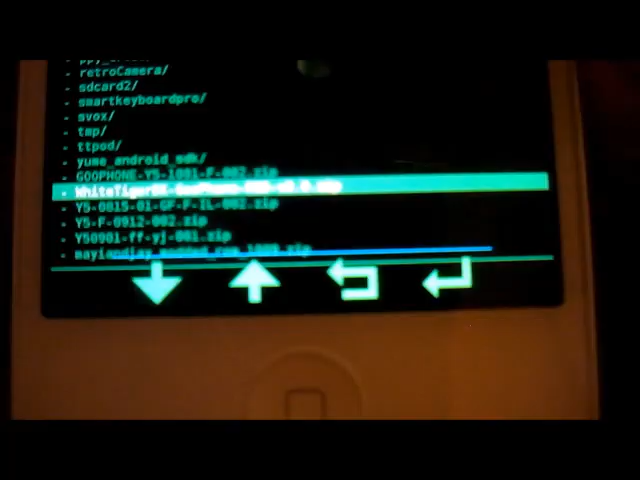 - retroCamera/
- sdcard2/
- smartkeyboardpro/
- svox/
- tmp/
- ttpod/
- yume_android_sdk/
- GOOPHONE-Y5-1001-F-002.zip
-
- Y5-0815-01-GF-F-IL-002.zip
- Y5-F-0912-002.zip
- Y50901-ff-yj-001.zip
-